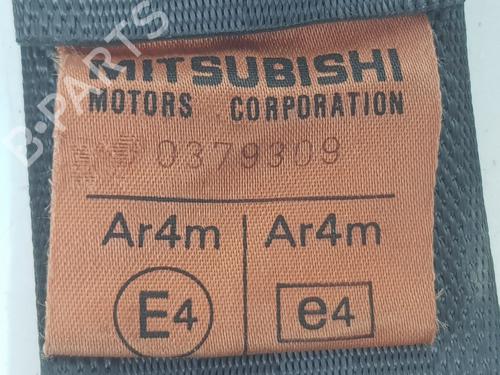 MITSUBISHI
MOTORS CORPORATION
0379309
Ar4m Ar4m
E4 e4
B-PARTS